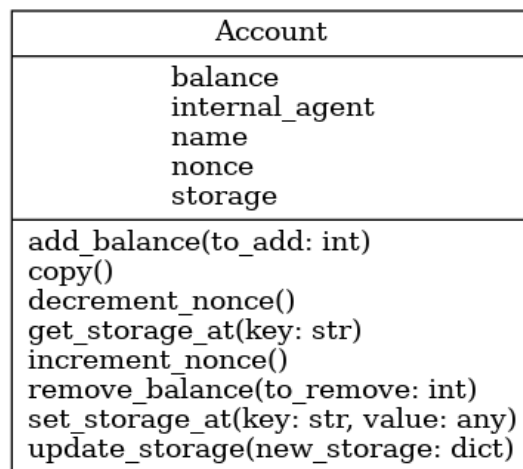 Account
balance
internal_agent
name
nonce
storage
add_balance(to_add: int)
copy()
decrement_nonce()
get_storage_at(key: str)
increment_nonce()
remove_balance(to_remove: int)
set_storage_at(key: str, value: any)
update_storage(new_storage: dict)